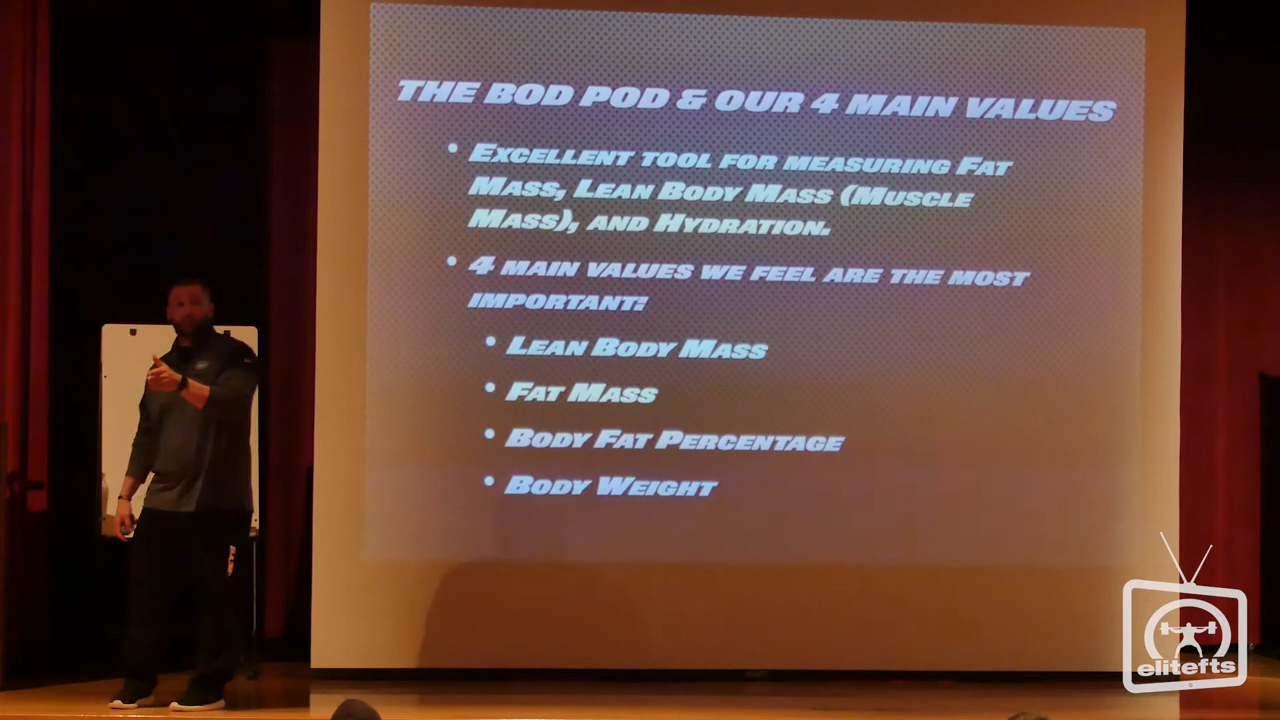 THE BOD POD & OUR 4 MAIN VALUES
• EXCELLENT TOOL FOR MEASURING FAT
MASS, LEAN BODY MASS (MUSCLE
MASS), AND HYDRATION.
• 4 MAIN VALUES WE FEEL ARE THE MOST
IMPORTANT:
• LEAN BODY MASS
• FAT MASS
• BODY FAT PERCENTAGE
• BODY WEIGHT
elitefts